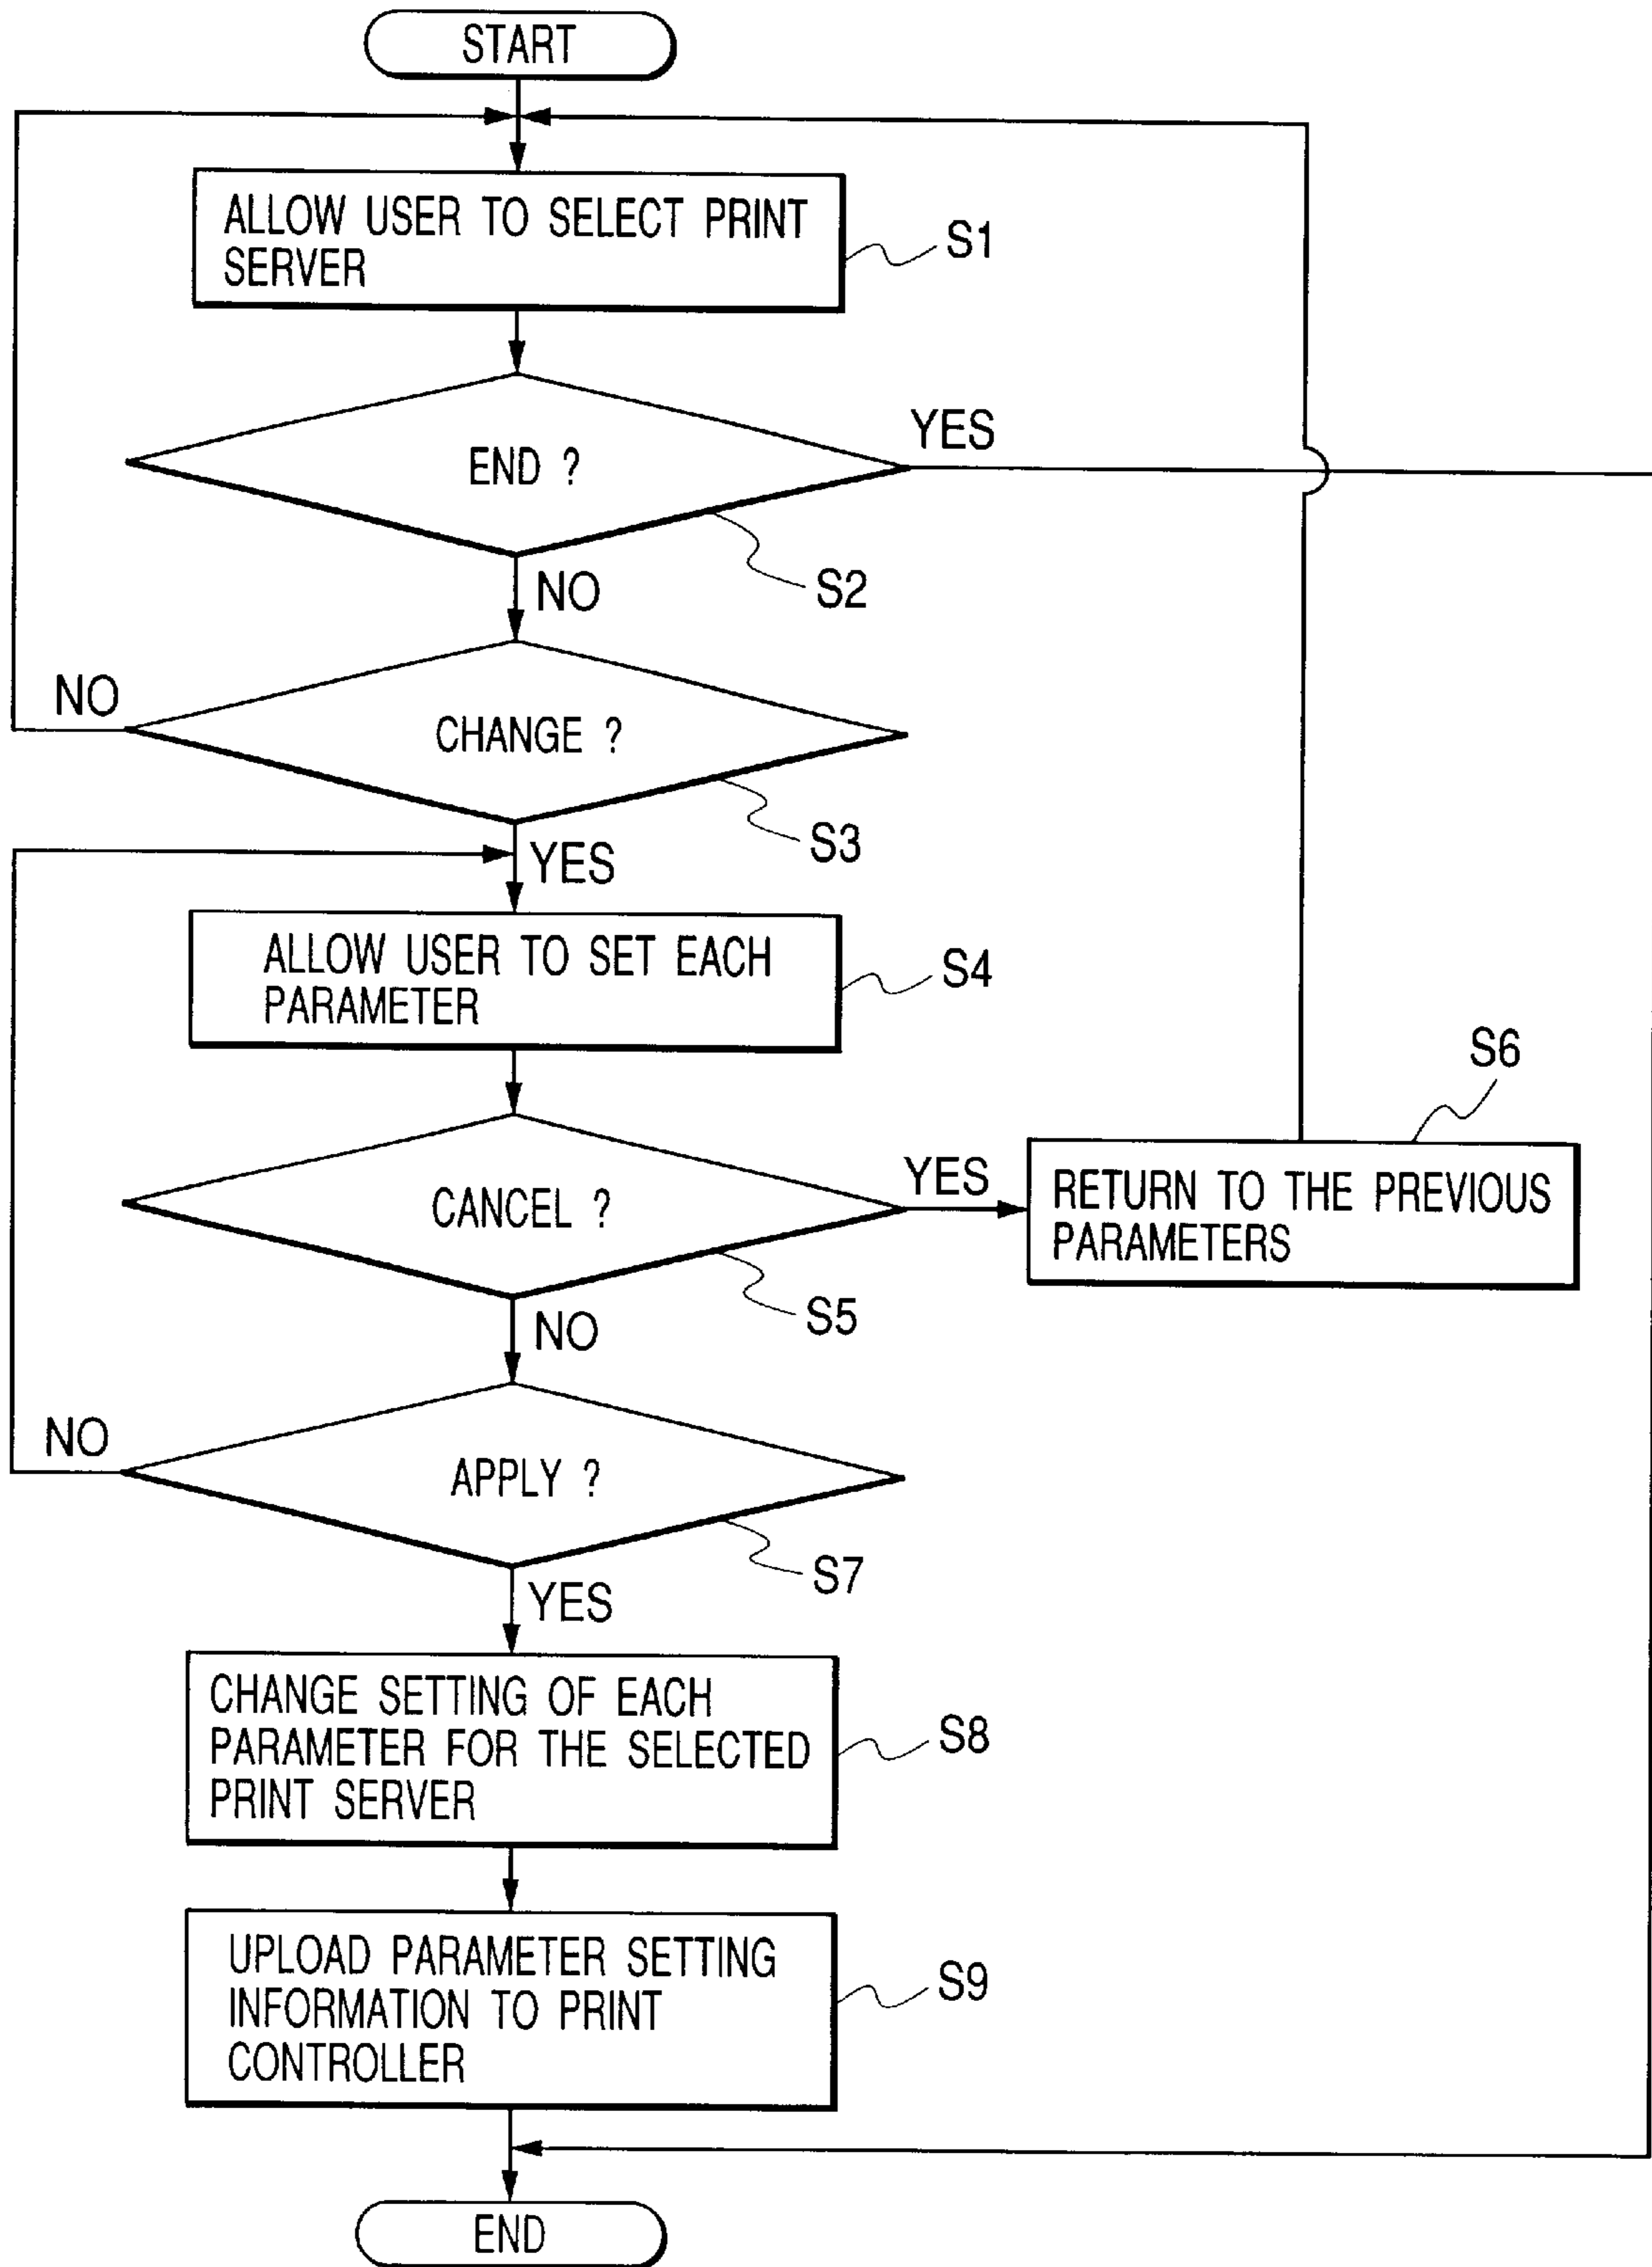 START
ALLOW USER TO SELECT PRINT
SERVER
S1
END ?
YES
S2
NO
CHANGE ?
NO
S3
YES
ALLOW USER TO SET EACH
PARAMETER
S4
CANCEL ?
YES
S6
RETURN TO THE PREVIOUS
PARAMETERS
S5
NO
APPLY ?
NO
S7
YES
CHANGE SETTING OF EACH
PARAMETER FOR THE SELECTED
PRINT SERVER
S8
UPLOAD PARAMETER SETTING
INFORMATION TO PRINT
CONTROLLER
S9
END